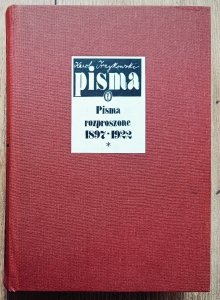 Karol Irzykowski
pisma
Pisma
rozproszone
1897-1922
*